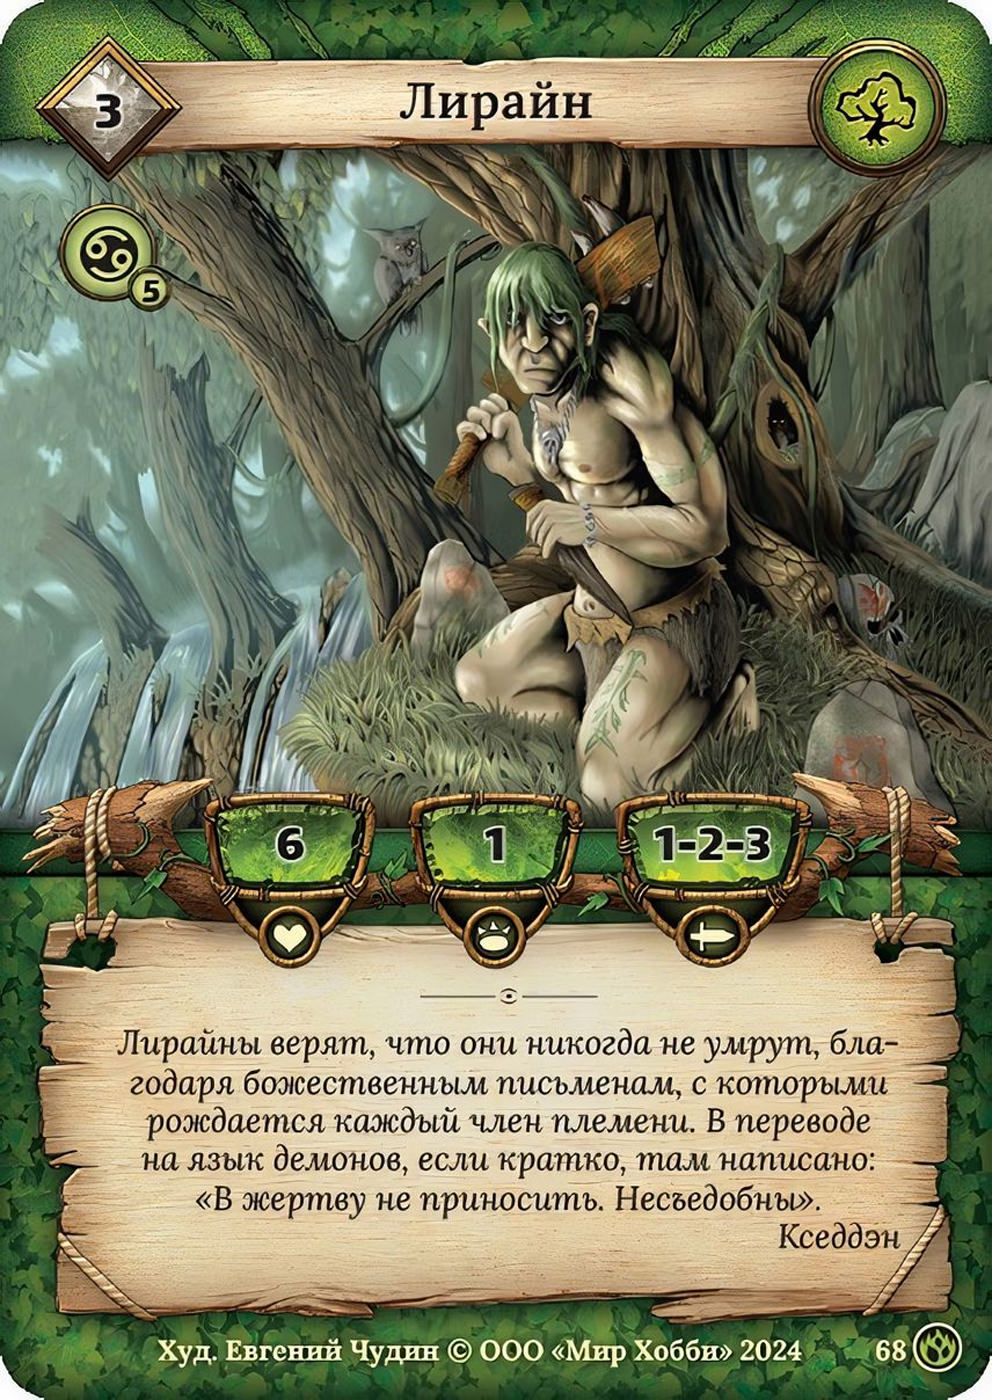 3
Лирайн
5
6
1
1-2-3
Лирайны верят, что они никогда не умрут, бла-
годаря божественным письменам, с которыми
рождается каждый член племени. В переводе
на язык демонов, если кратко, там написано:
«В жертву не приносить. Несъедобны».
Кседдэн
Худ. Евгений Чудин © ООО «Мир Хобби» 2024
68